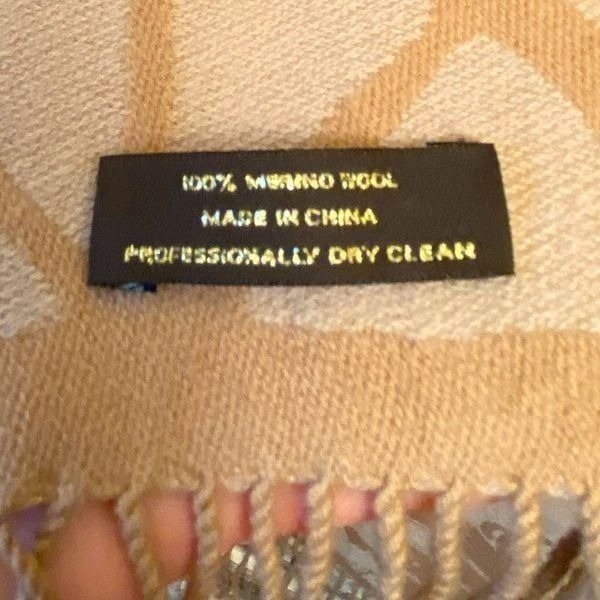 100% MERINO WOOL
MADE IN CHINA
PROFESSIONALLY DRY CLEAN